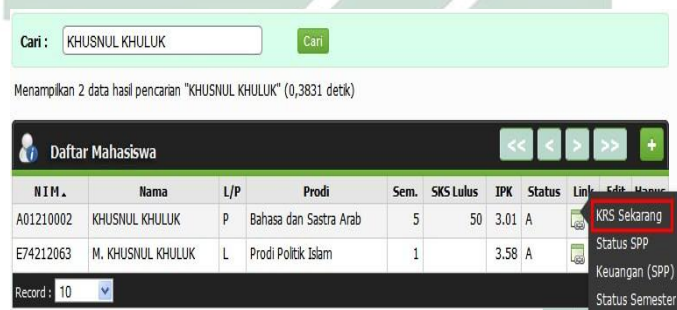 Cari : KHUSNUL KHULUK Cari
Menampilkan 2 data hasil pencarian "KHUSNUL KHULUK" (0,3831 detik)
Daftar Mahasiswa << < > >> +
NIM. Nama L/P Prodi Sem. SKS Lulus IPK Status Link Edit Hapus
A01210002 KHUSNUL KHULUK P Bahasa dan Sastra Arab 5 50 3.01 A
KRS Sekarang
E74212063 M. KHUSNUL KHULUK L Prodi Politik Islam 1 3.58 A
Status SPP
Keuangan (SPP)
Record : 10
Status Semester